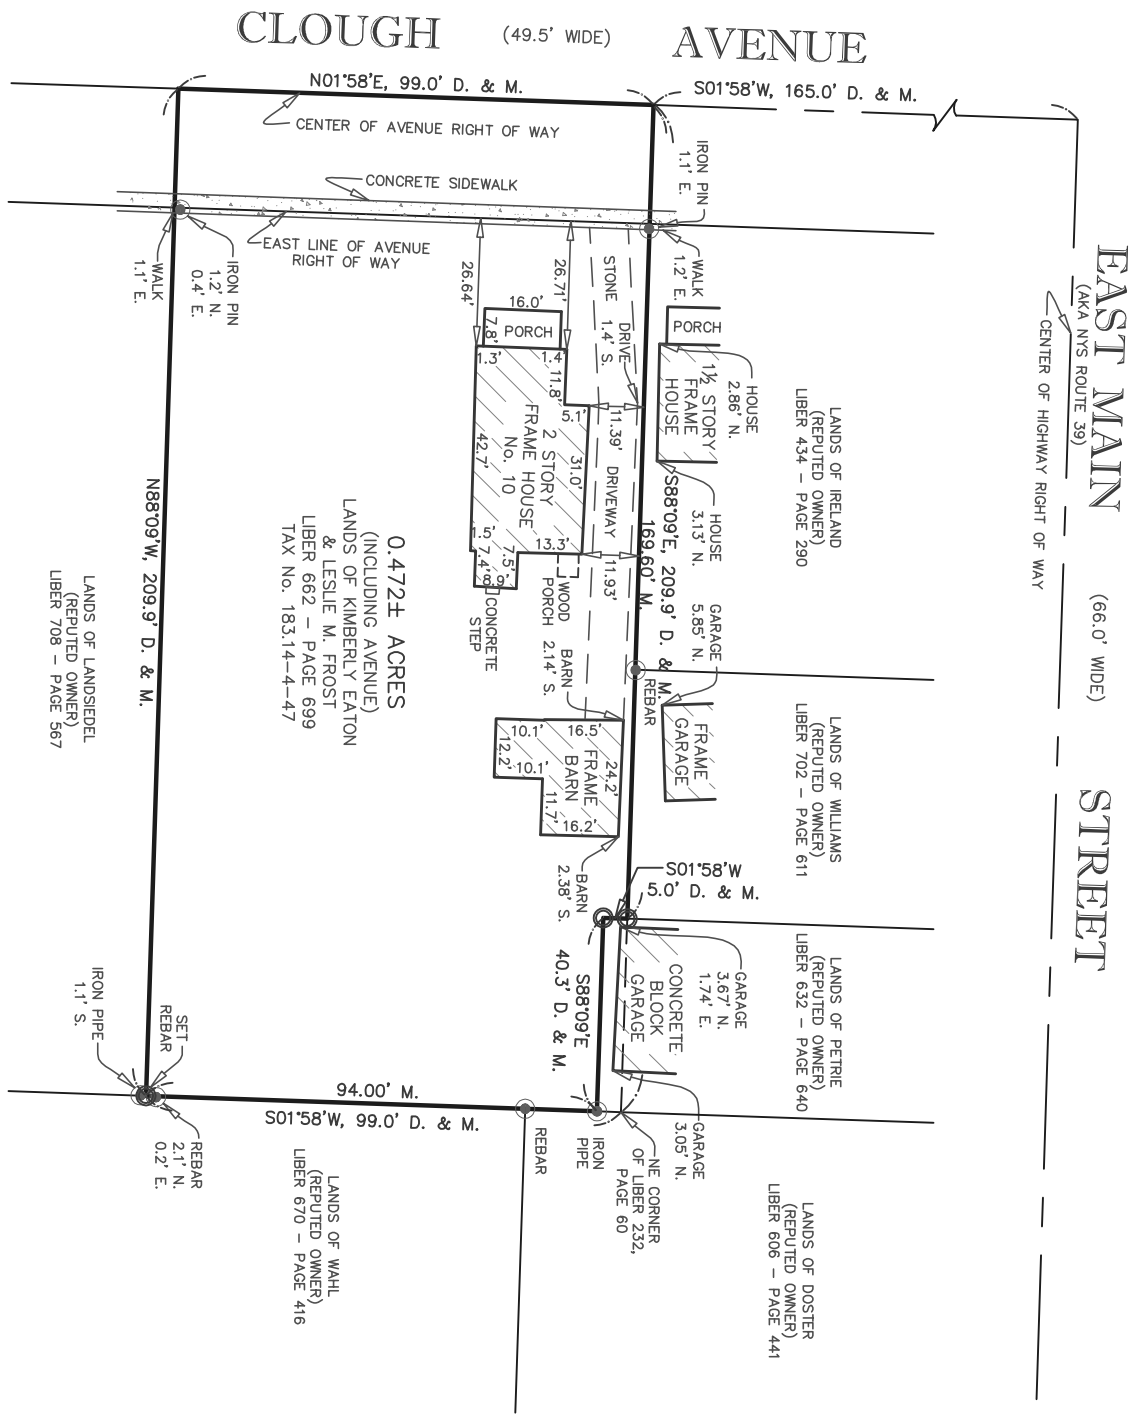 CLOUGH
(49.5' WIDE)
AVENUE
N01°58'E, 99.0' D. & M.
S01°58'W, 165.0' D. & M.
CENTER OF AVENUE RIGHT OF WAY
CONCRETE SIDEWALK
EAST LINE OF AVENUE
RIGHT OF WAY
IRON PIN
1.1' E.
WALK
1.2' E.
WALK
1.1' E.
IRON PIN
1.2' N.
0.4' E.
EAST MAIN
(66.0' WIDE)
STREET
(AKA NYS ROUTE 39)
CENTER OF HIGHWAY RIGHT OF WAY
26.64'
26.71'
STONE
DRIVE
1.4' S.
16.0'
7.8'
PORCH
1.3'
1.4'
11.8'
5.1'
11.39'
42.7'
2 STORY
FRAME HOUSE
No. 10
31.0'
DRIVEWAY
1.5'
7.4'
7.5'
8.9'
13.3'
11.93'
CONCRETE
STEP
WOOD
PORCH
BARN
2.14' S.
PORCH
1½ STORY
FRAME
HOUSE
HOUSE
2.86' N.
HOUSE
3.13' N.
LANDS OF IRELAND
(REPUTED OWNER)
LIBER 434 - PAGE 290
S88°09'E, 209.9' D. & M.
169.60' M.
GARAGE
5.85' N.
REBAR
FRAME
GARAGE
LANDS OF WILLIAMS
(REPUTED OWNER)
LIBER 702 - PAGE 611
10.1'
16.5'
12.2'
10.1'
FRAME
BARN
24.2'
11.7'
16.2'
BARN
2.38' S.
S01°58'W
5.0' D. & M.
S88°09'E
40.3' D. & M.
CONCRETE
BLOCK
GARAGE
GARAGE
3.67' N.
1.74' E.
GARAGE
3.05' N.
LANDS OF PETRIE
(REPUTED OWNER)
LIBER 632 - PAGE 640
0.472± ACRES
(INCLUDING AVENUE)
LANDS OF KIMBERLY EATON
& LESLIE M. FROST
LIBER 662 - PAGE 699
TAX No. 183.14-4-47
N88°09'W, 209.9' D. & M.
LANDS OF LANDSIEDEL
(REPUTED OWNER)
LIBER 708 - PAGE 567
IRON PIPE
1.1' S.
SET
REBAR
REBAR
2.1' N.
0.2' E.
94.00' M.
S01°58'W, 99.0' D. & M.
REBAR
IRON
PIPE
NE CORNER
OF LIBER 232,
PAGE 60
LANDS OF WAHL
(REPUTED OWNER)
LIBER 670 - PAGE 416
LANDS OF DOSTER
(REPUTED OWNER)
LIBER 606 - PAGE 441